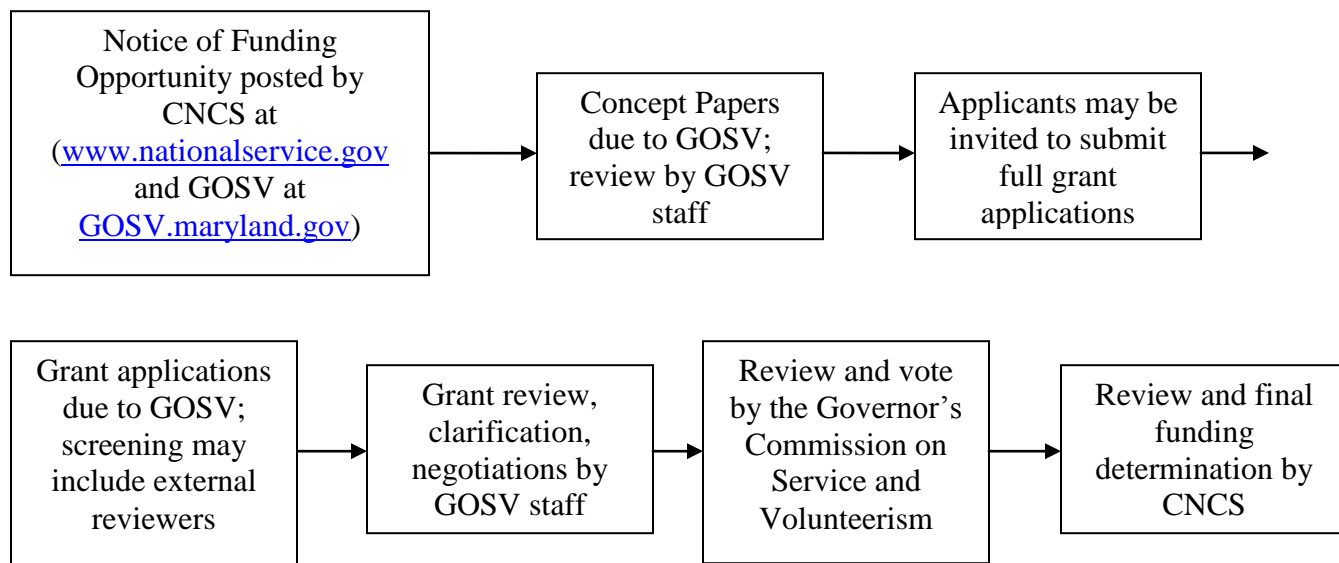 Notice of Funding
Opportunity posted by
CNCS at
(www.nationalservice.gov
and GOSV at
GOSV.maryland.gov)
Concept Papers
due to GOSV;
review by GOSV
staff
Applicants may be
invited to submit
full grant
applications
Grant applications
due to GOSV;
screening may
include external
reviewers
Grant review,
clarification,
negotiations by
GOSV staff
Review and vote
by the Governor’s
Commission on
Service and
Volunteerism
Review and final
funding
determination by
CNCS